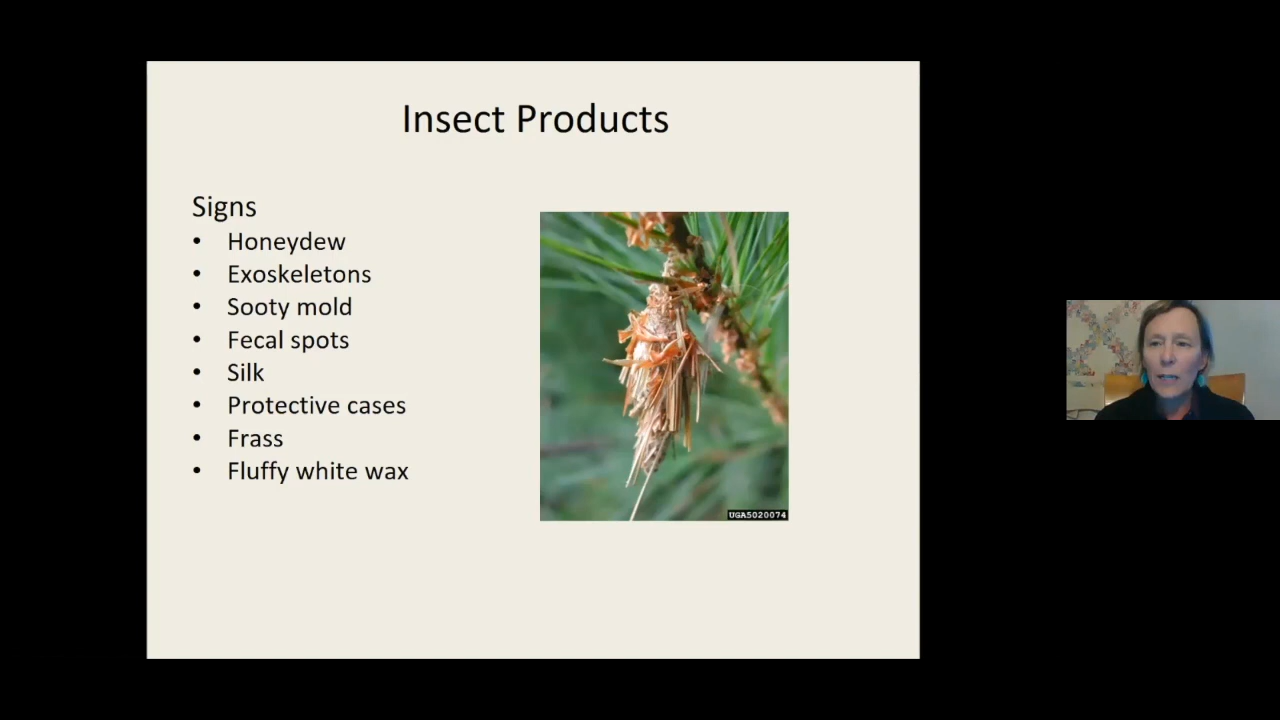 Insect Products
Signs
• Honeydew
• Exoskeletons
• Sooty mold
• Fecal spots
• Silk
• Protective cases
• Frass
• Fluffy white wax
UGA5020074